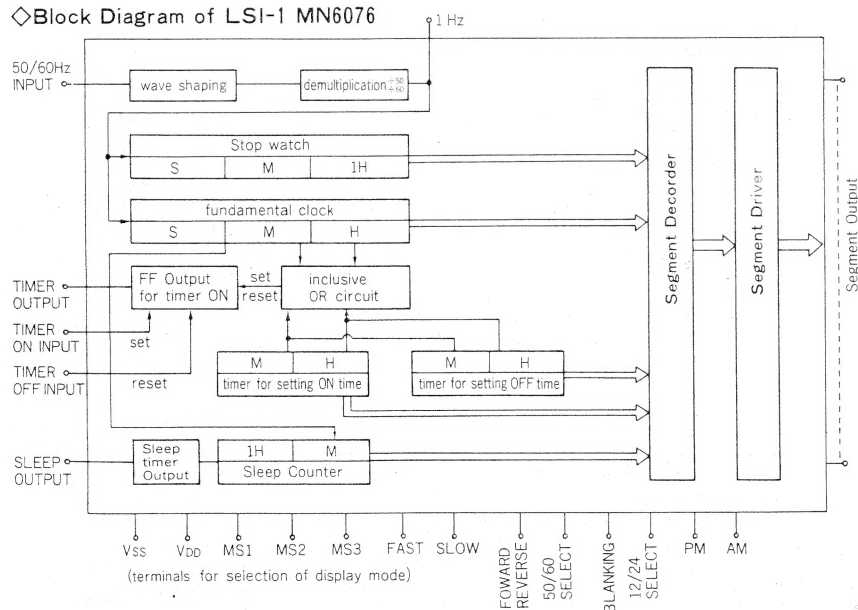 ◇Block Diagram of LSI-1 MN6076
1 Hz
50/60Hz
INPUT
wave shaping
demultiplication ÷50
÷60
Stop watch
S M 1H
fundamental clock
S M H
TIMER
OUTPUT
FF Output
for timer ON
set
reset
inclusive
OR circuit
TIMER
ON INPUT
set
TIMER
OFF INPUT
reset
M H
timer for setting ON time
M H
timer for setting OFF time
SLEEP
OUTPUT
Sleep
timer
Output
1H M
Sleep Counter
Segment Decorder
Segment Driver
Segment Output
VSS VDD MS1 MS2 MS3 FAST SLOW
FOWARD
REVERSE
50/60
SELECT
BLANKING
12/24
SELECT
PM AM
(terminals for selection of display mode)